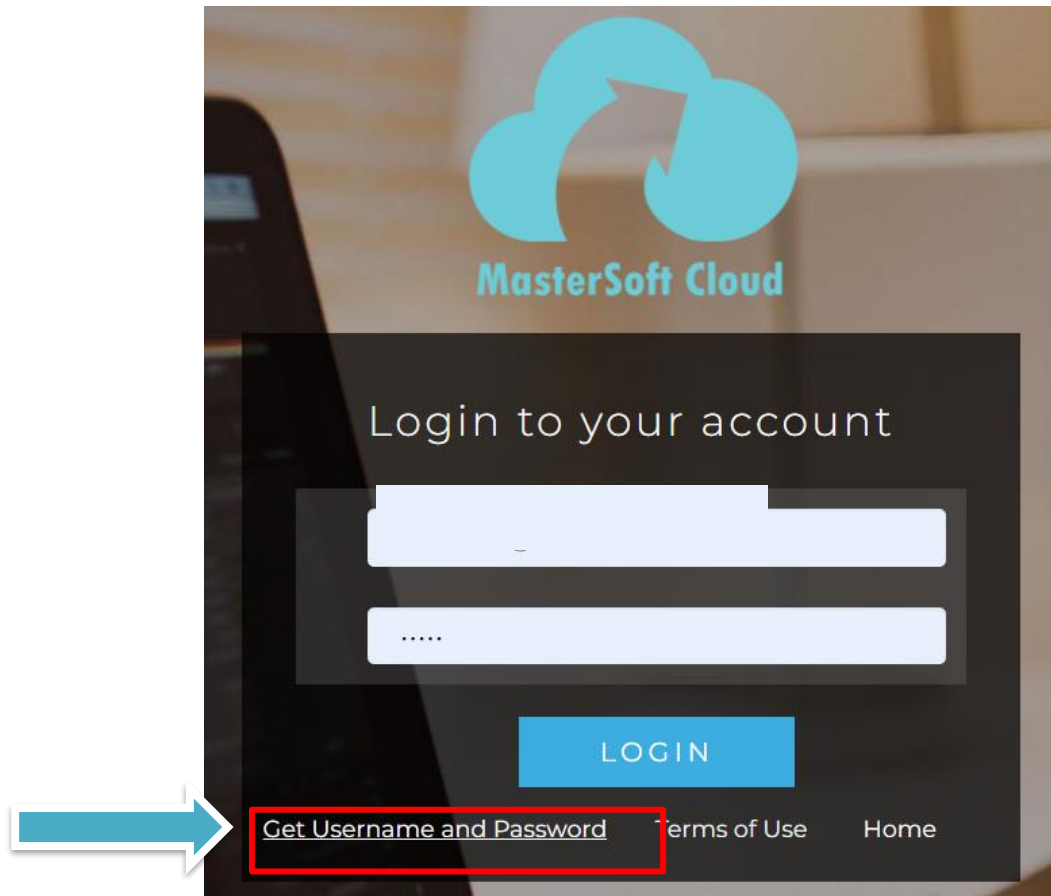 MasterSoft Cloud
Login to your account
.....
LOGIN
Get Username and Password Terms of Use Home